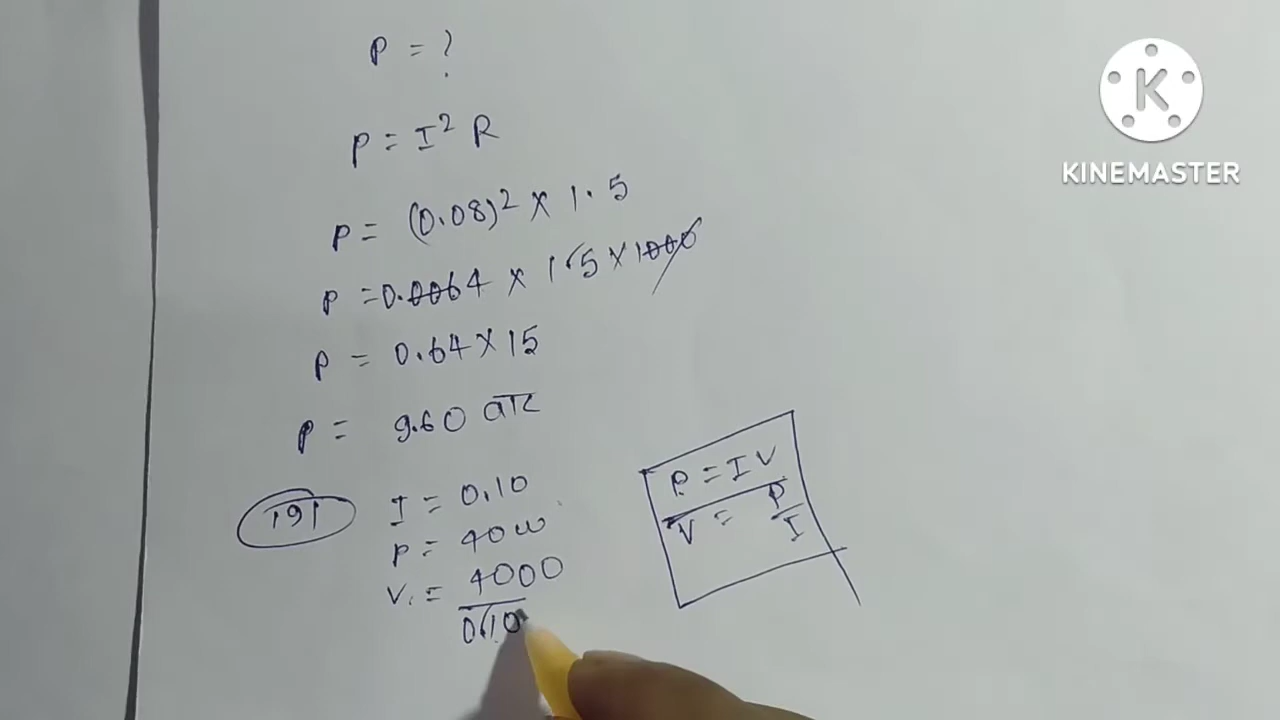 P = ?
P = I² R
P = (0.08)² × 1.5
P = 0.0064 × 1.5 × 1000
P = 0.64 × 15
P = 9.60
191
I = 0.10
P = 40 W
V. = 4000
0.10
P = IV
V = P/I
K
KINEMASTER